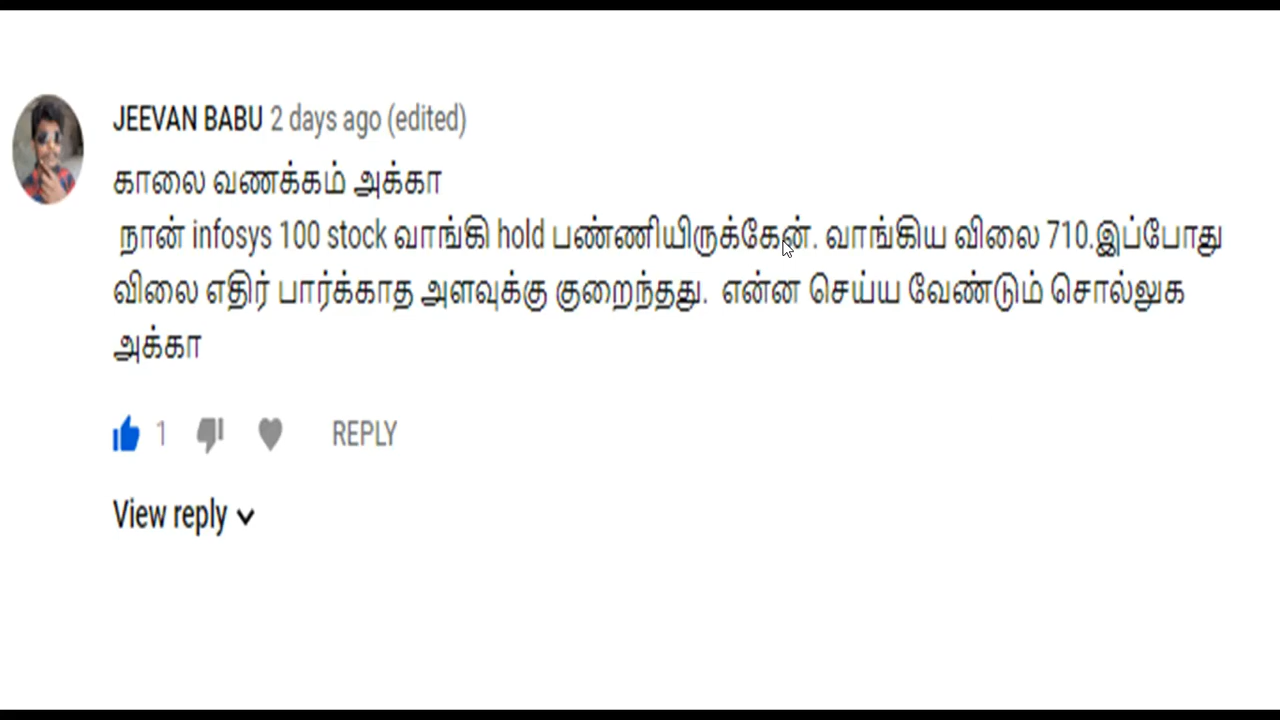 JEEVAN BABU 2 days ago (edited)
காலை வணக்கம் அக்கா
நான் infosys 100 stock வாங்கி hold பண்ணியிருக்கேன். வாங்கிய விலை 710.இப்போது
விலை எதிர் பார்க்காத அளவுக்கு குறைந்தது. என்ன செய்ய வேண்டும் சொல்லுக
அக்கா
1 REPLY
View reply